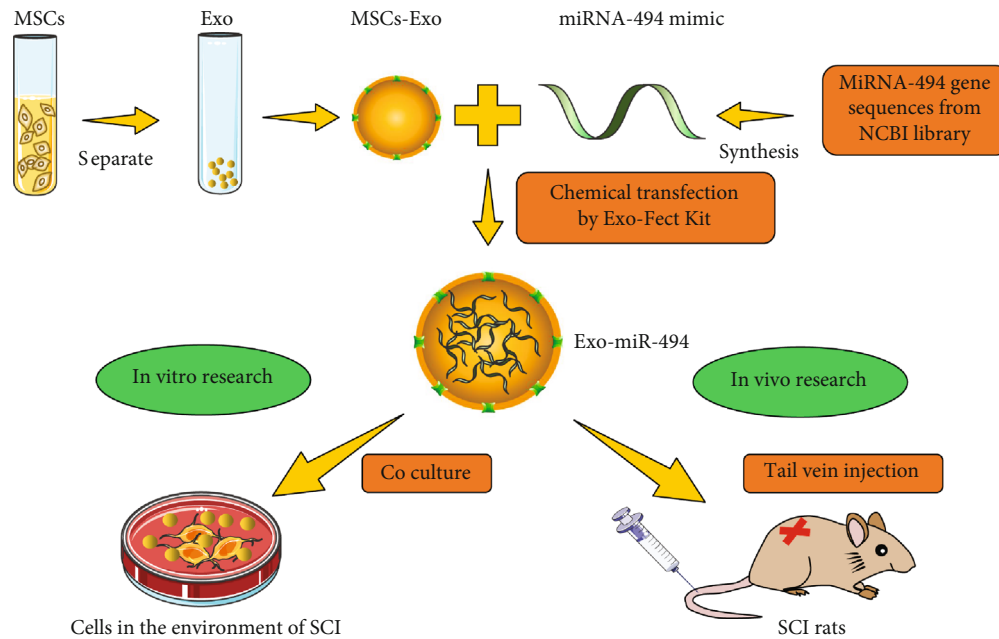 MSCs
Exo
MSCs-Exo
miRNA-494 mimic
MiRNA-494 gene
sequences from
NCBI library
Separate
Synthesis
Chemical transfection
by Exo-Fect Kit
Exo-miR-494
In vitro research
In vivo research
Co culture
Tail vein injection
Cells in the environment of SCI
SCI rats